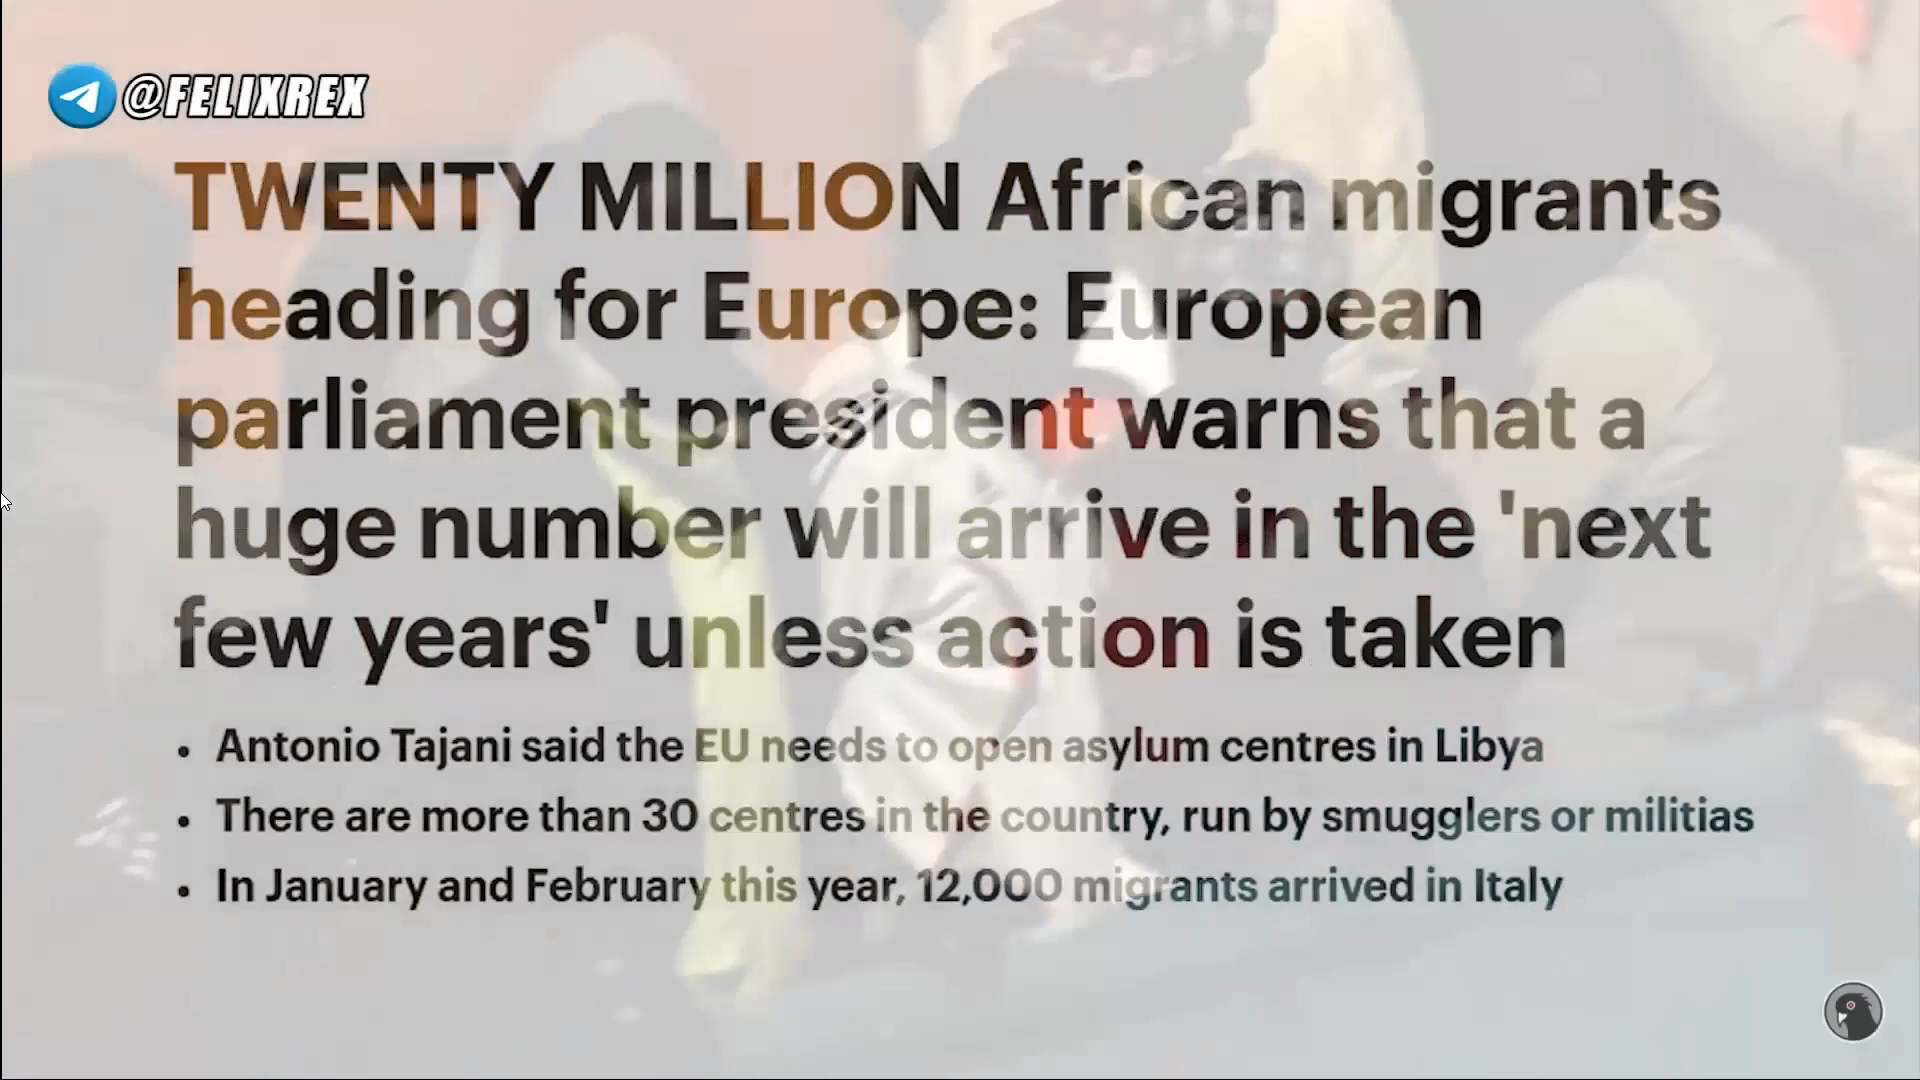 @FELIXREX
TWENTY MILLION African migrants
heading for Europe: European
parliament president warns that a
huge number will arrive in the 'next
few years' unless action is taken
• Antonio Tajani said the EU needs to open asylum centres in Libya
• There are more than 30 centres in the country, run by smugglers or militias
• In January and February this year, 12,000 migrants arrived in Italy